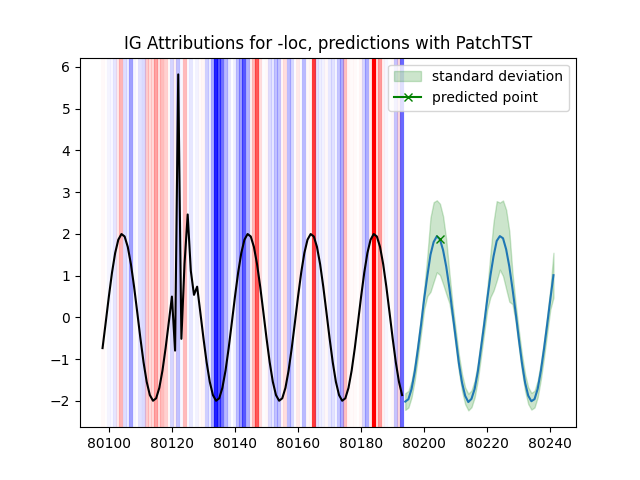 IG Attributions for -loc, predictions with PatchTST
standard deviation
predicted point
6
5
4
3
2
1
0
−1
−2
80100 80120 80140 80160 80180 80200 80220 80240